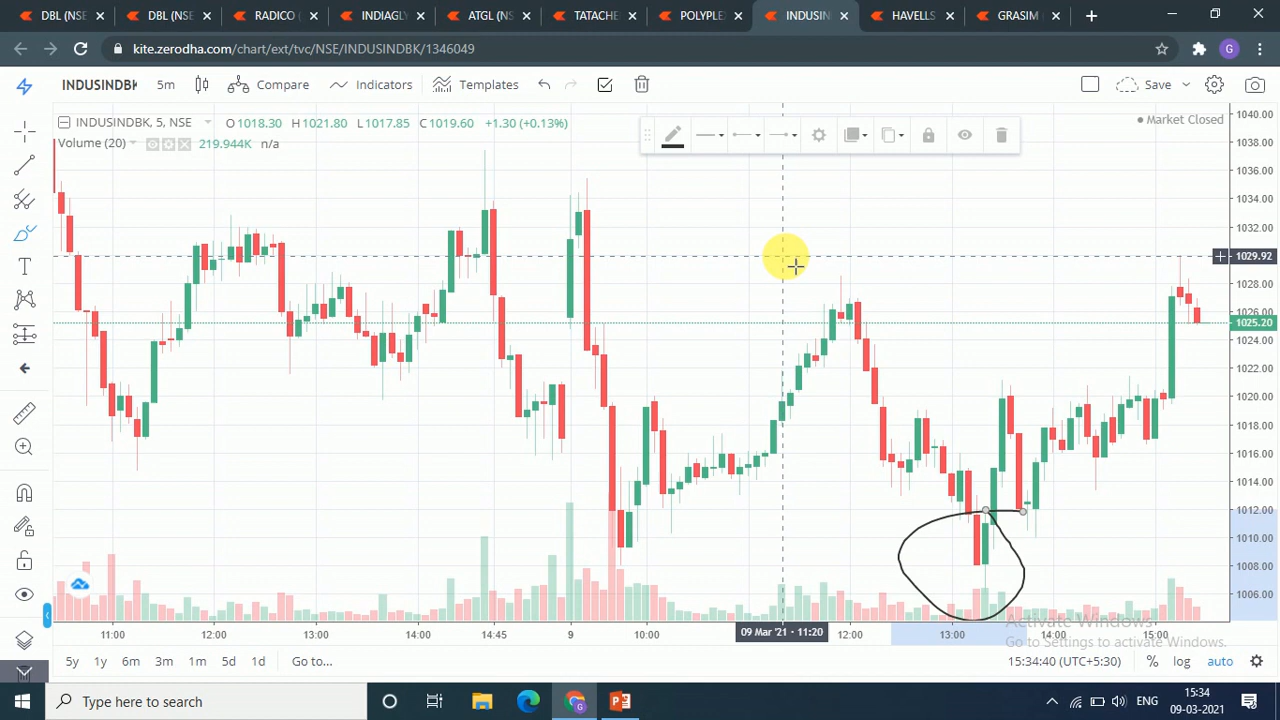 DBL (NSE
DBL (NSE
RADICO (
INDIAGLY
ATGL (NS
TATACHE
POLYPLE
INDUSIN
HAVELLS
GRASIM (
kite.zerodha.com/chart/ext/tvc/NSE/INDUSINDBK/1346049
G
INDUSINDBK 5m Compare Indicators Templates Save
INDUSINDBK, 5, NSE O1018.30 H1021.80 L1017.85 C1019.60 +1.30 (+0.13%)
Volume (20) 219.944K n/a
Market Closed
1040.00
1038.00
1036.00
1034.00
1032.00
1029.92
1028.00
1026.00
1025.20
1024.00
1022.00
1020.00
1018.00
1016.00
1014.00
1012.00
1010.00
1008.00
1006.00
11:00 12:00 13:00 14:00 14:45 9 10:00 09 Mar '21 · 11:20 12:00 13:00 14:00 15:00
Activate Windows
Go to Settings to activate Windows.
5y 1y 6m 3m 1m 5d 1d Go to... 15:34:40 (UTC+5:30) % log auto
Type here to search
ENG
15:34
09-03-2021